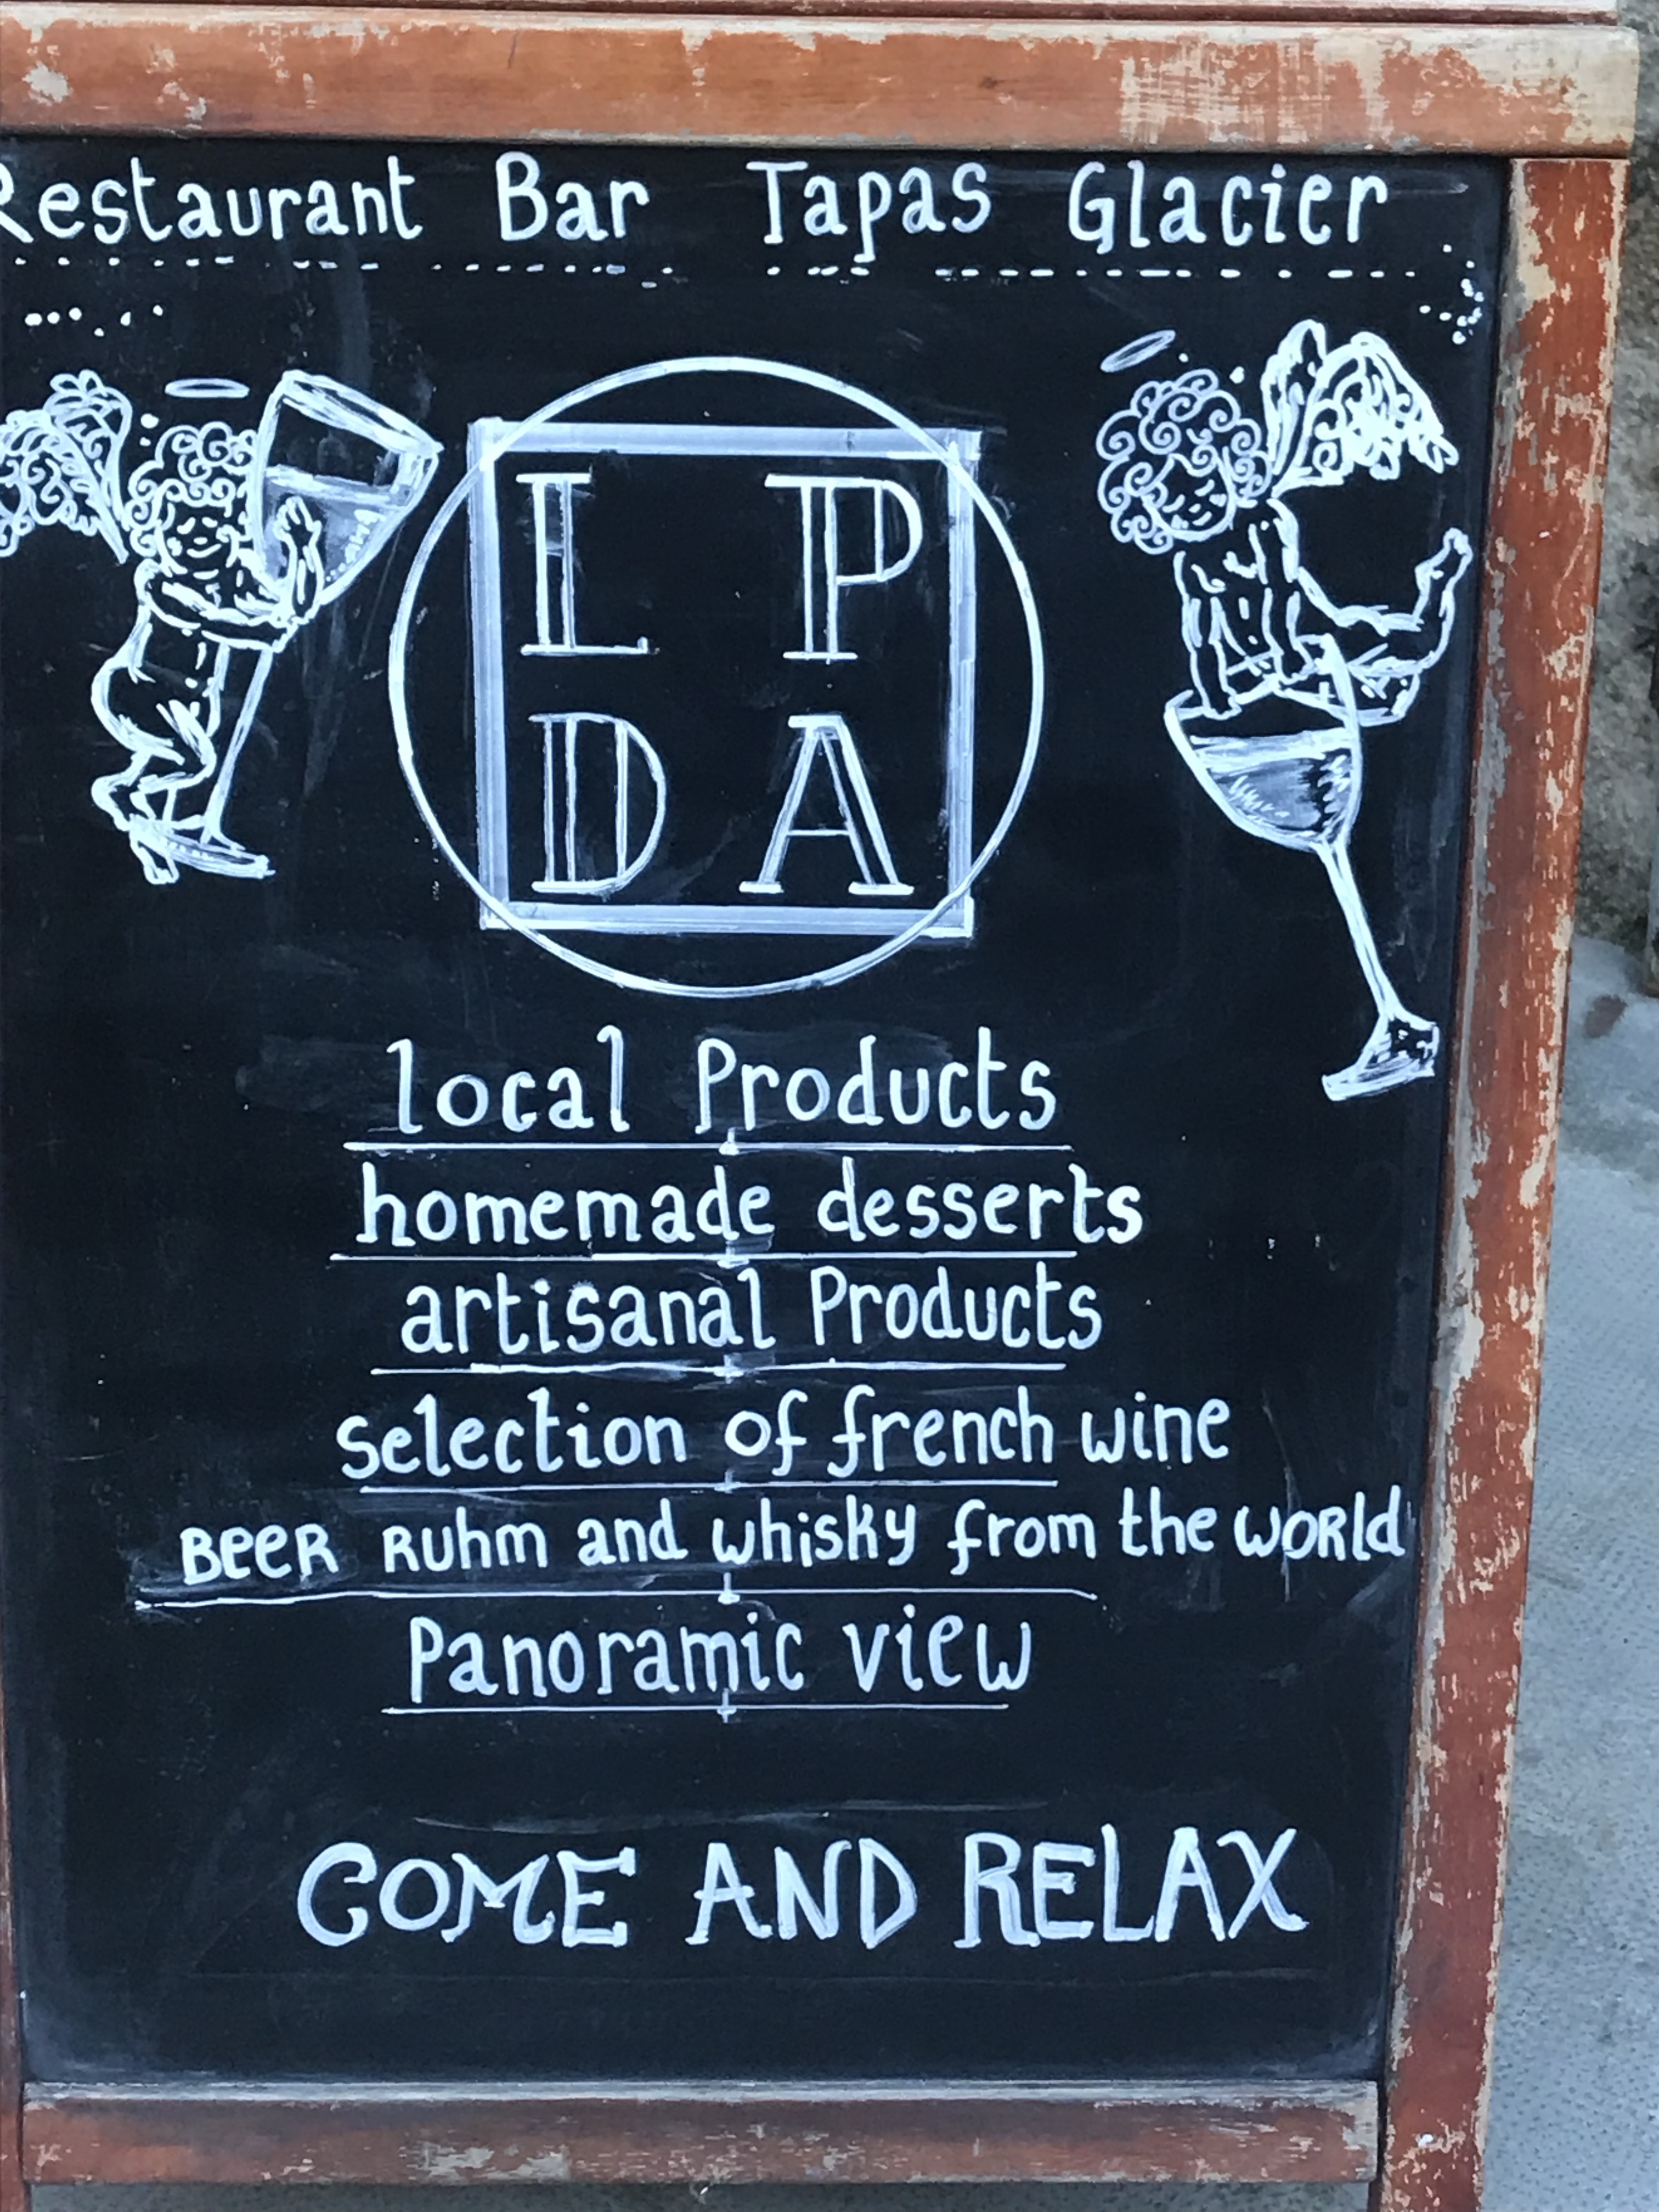 Restaurant Bar Tapas Glacier
L P
D A
local Products
homemade desserts
artisanal Products
selection of french wine
BeeR RUhm and whisky from the WORld
Panoramic view
COME AND RELAX